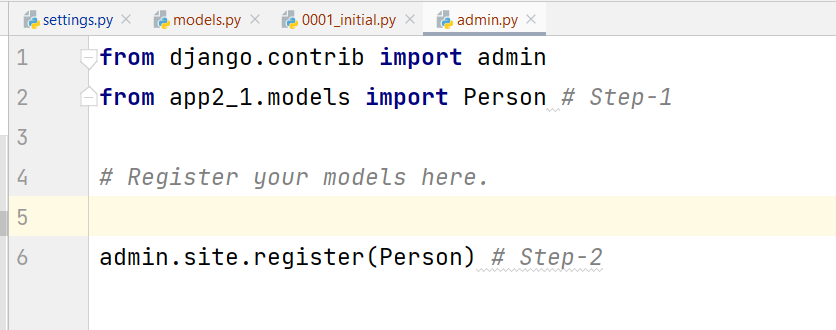 settings.py × models.py × 0001_initial.py × admin.py ×
1 from django.contrib import admin
2 from app2_1.models import Person # Step-1
3
4 # Register your models here.
5
6 admin.site.register(Person) # Step-2